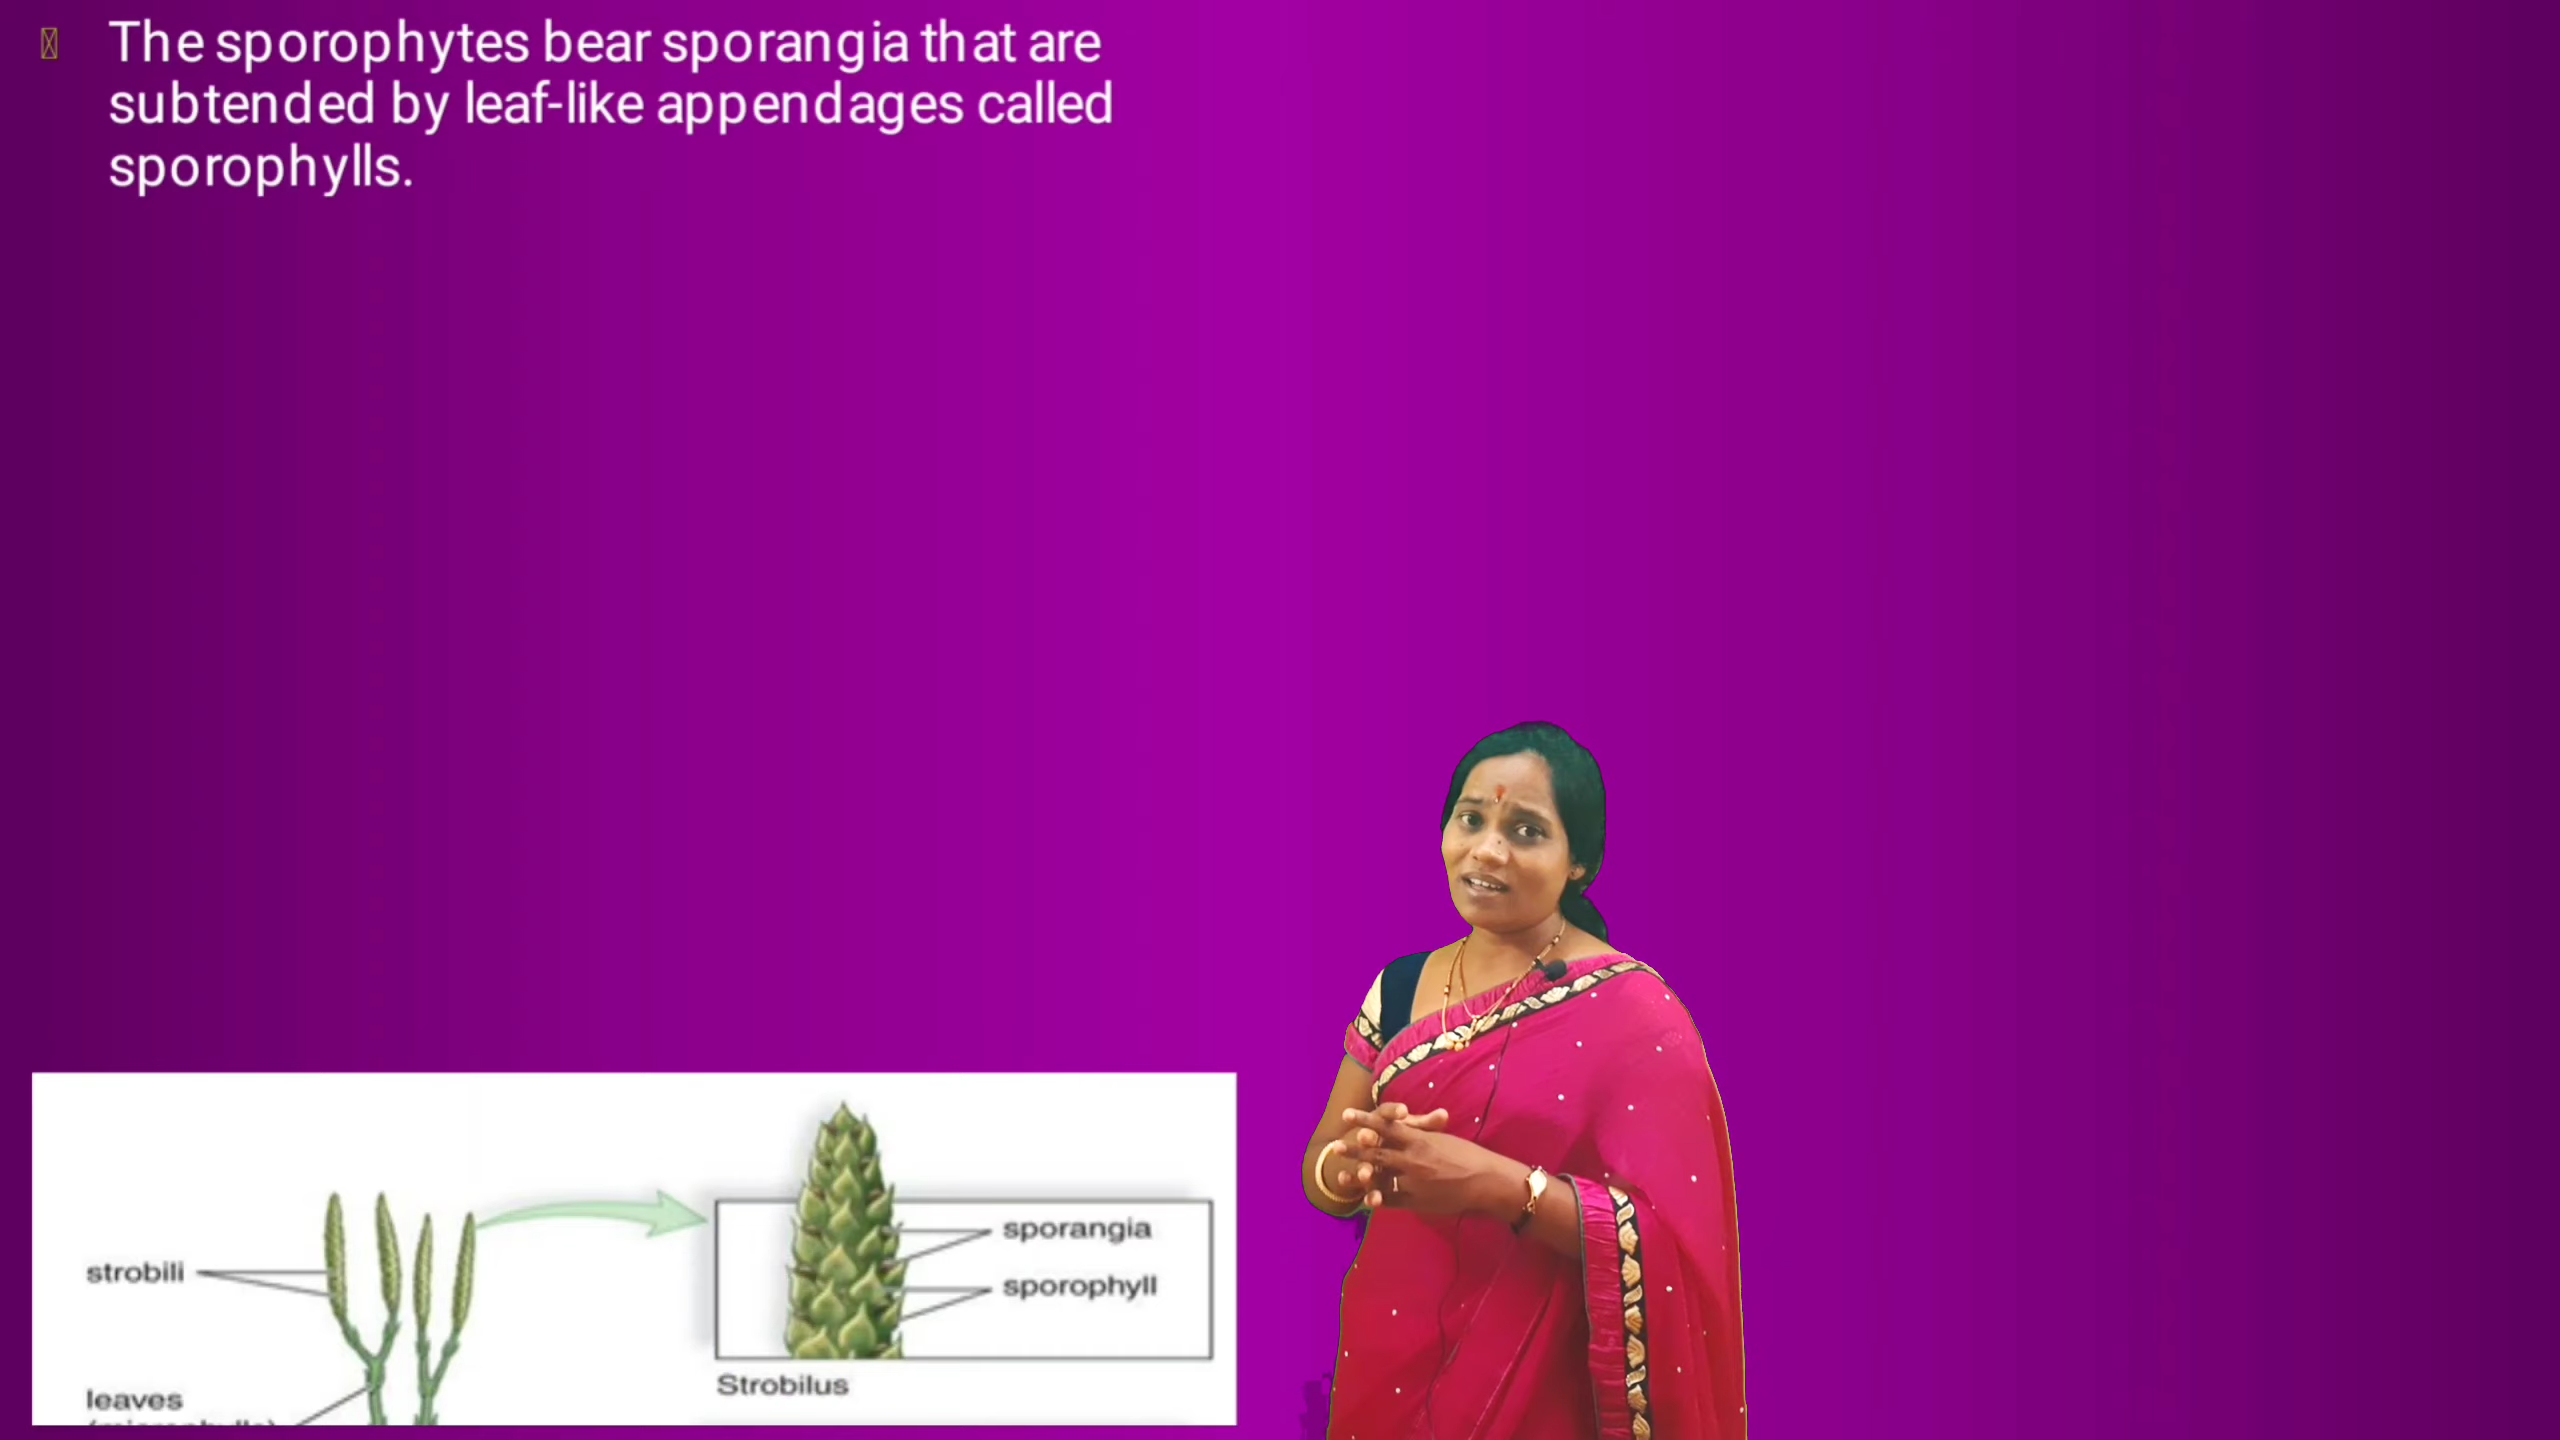 The sporophytes bear sporangia that are
subtended by leaf-like appendages called
sporophylls.
sporangia
strobili
sporophyll
Strobilus
leaves